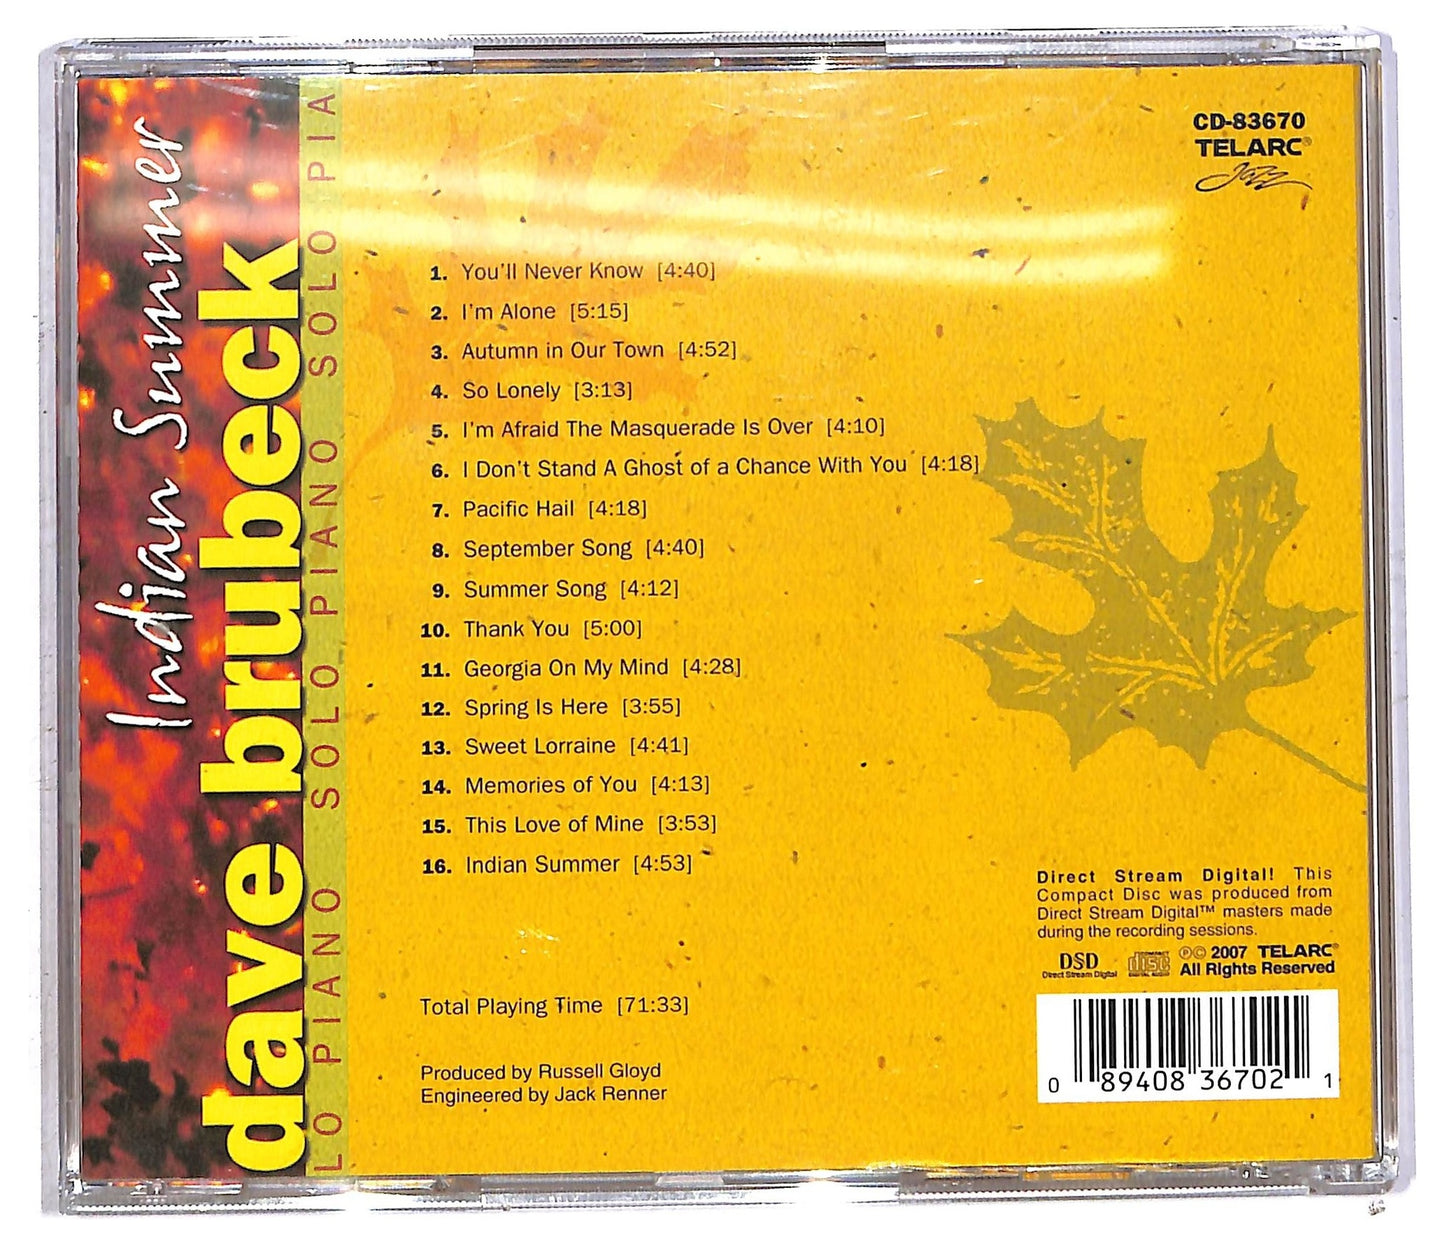 Indian Summer
dave brubeck
LO PIANO SOLO PIANO SOLO PIANO SOLO PIA
CD-83670
TELARC®
Jazz
1. You'll Never Know [4:40]
2. I'm Alone [5:15]
3. Autumn in Our Town [4:52]
4. So Lonely [3:13]
5. I'm Afraid The Masquerade Is Over [4:10]
6. I Don't Stand A Ghost of a Chance With You [4:18]
7. Pacific Hail [4:18]
8. September Song [4:40]
9. Summer Song [4:12]
10. Thank You [5:00]
11. Georgia On My Mind [4:28]
12. Spring Is Here [3:55]
13. Sweet Lorraine [4:41]
14. Memories of You [4:13]
15. This Love of Mine [3:53]
16. Indian Summer [4:53]
Total Playing Time [71:33]
Produced by Russell Gloyd
Engineered by Jack Renner
Direct Stream Digital! This
Compact Disc was produced from
Direct Stream Digital™ masters made
during the recording sessions.
DSD
Direct Stream Digital
COMPACT
disc
DIGITAL AUDIO
℗© 2007 TELARC®
All Rights Reserved
0 89408 36702 1